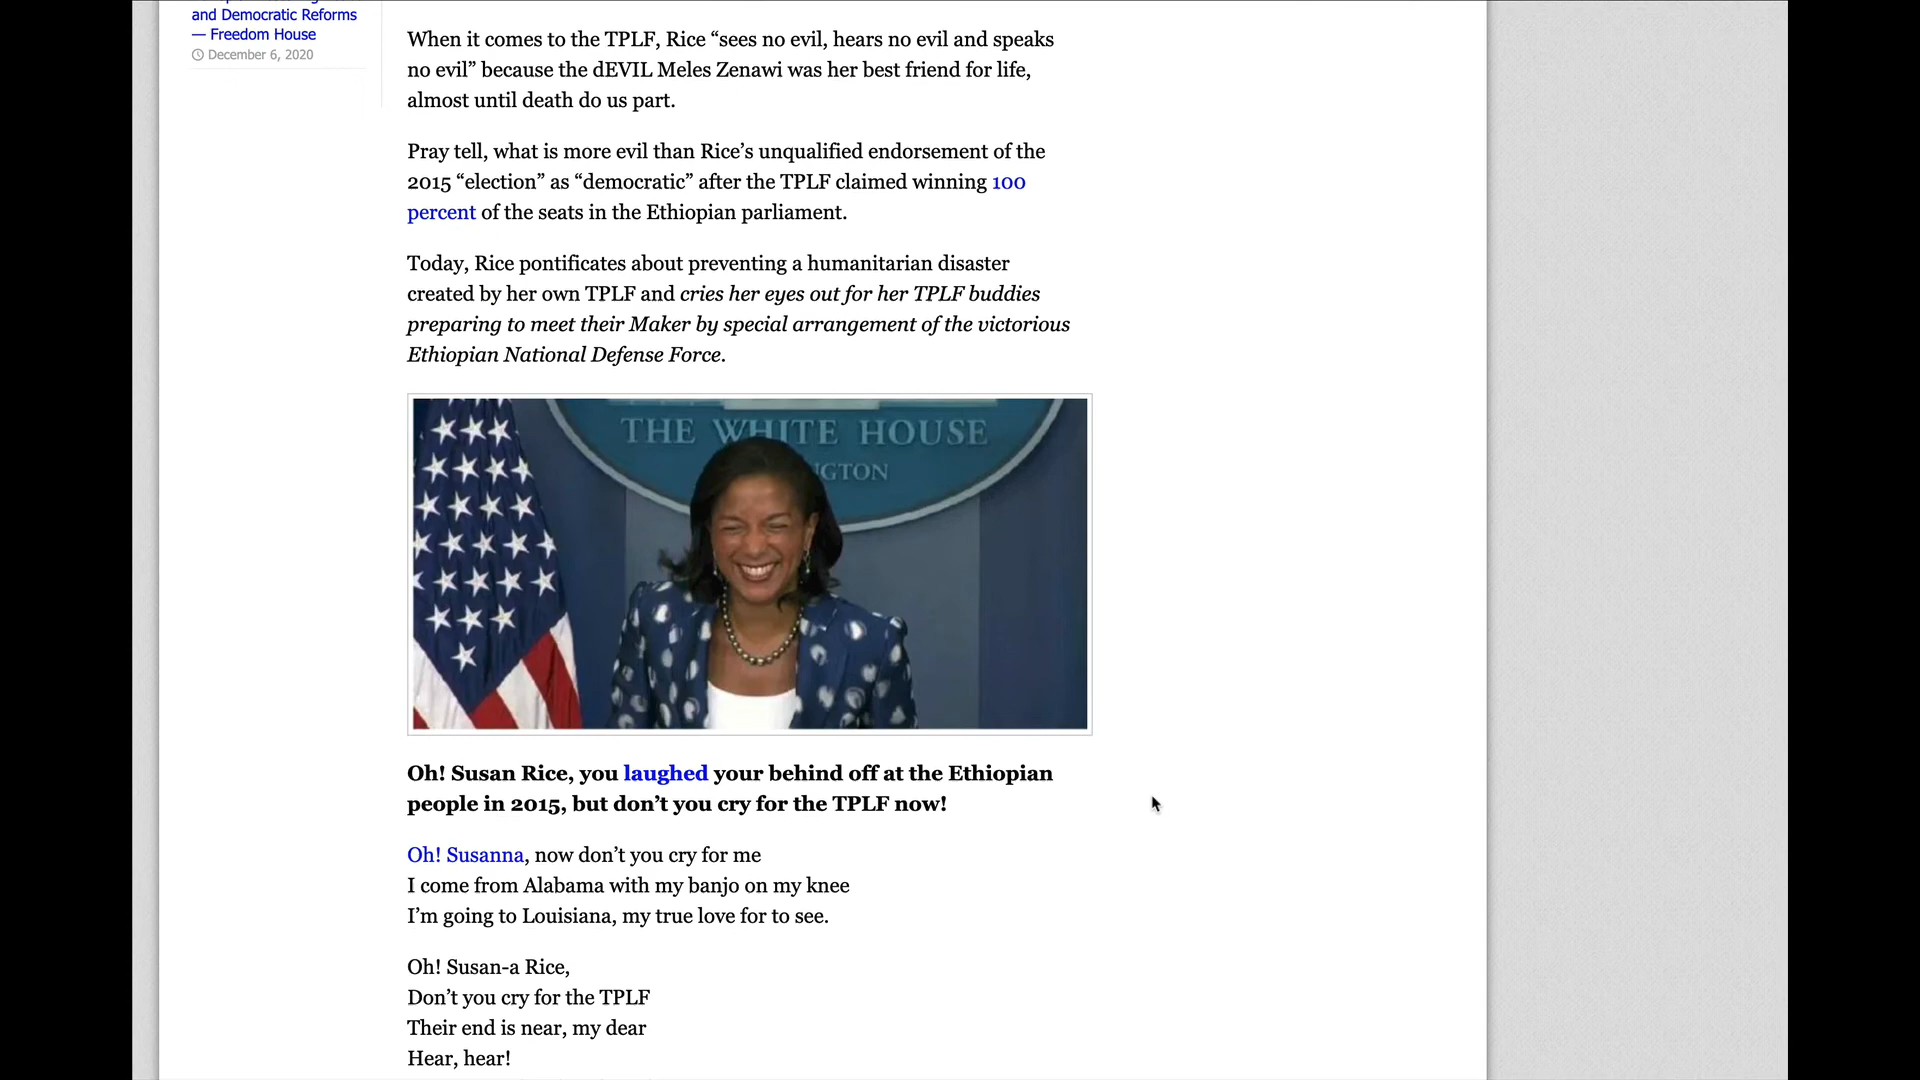 and Democratic Reforms
— Freedom House
December 6, 2020
When it comes to the TPLF, Rice “sees no evil, hears no evil and speaks
no evil” because the dEVIL Meles Zenawi was her best friend for life,
almost until death do us part.
Pray tell, what is more evil than Rice’s unqualified endorsement of the
2015 “election” as “democratic” after the TPLF claimed winning 100
percent of the seats in the Ethiopian parliament.
Today, Rice pontificates about preventing a humanitarian disaster
created by her own TPLF and cries her eyes out for her TPLF buddies
preparing to meet their Maker by special arrangement of the victorious
Ethiopian National Defense Force.
THE WHITE HOUSE
NGTON
Oh! Susan Rice, you laughed your behind off at the Ethiopian
people in 2015, but don’t you cry for the TPLF now!
Oh! Susanna, now don’t you cry for me
I come from Alabama with my banjo on my knee
I’m going to Louisiana, my true love for to see.
Oh! Susan-a Rice,
Don’t you cry for the TPLF
Their end is near, my dear
Hear, hear!